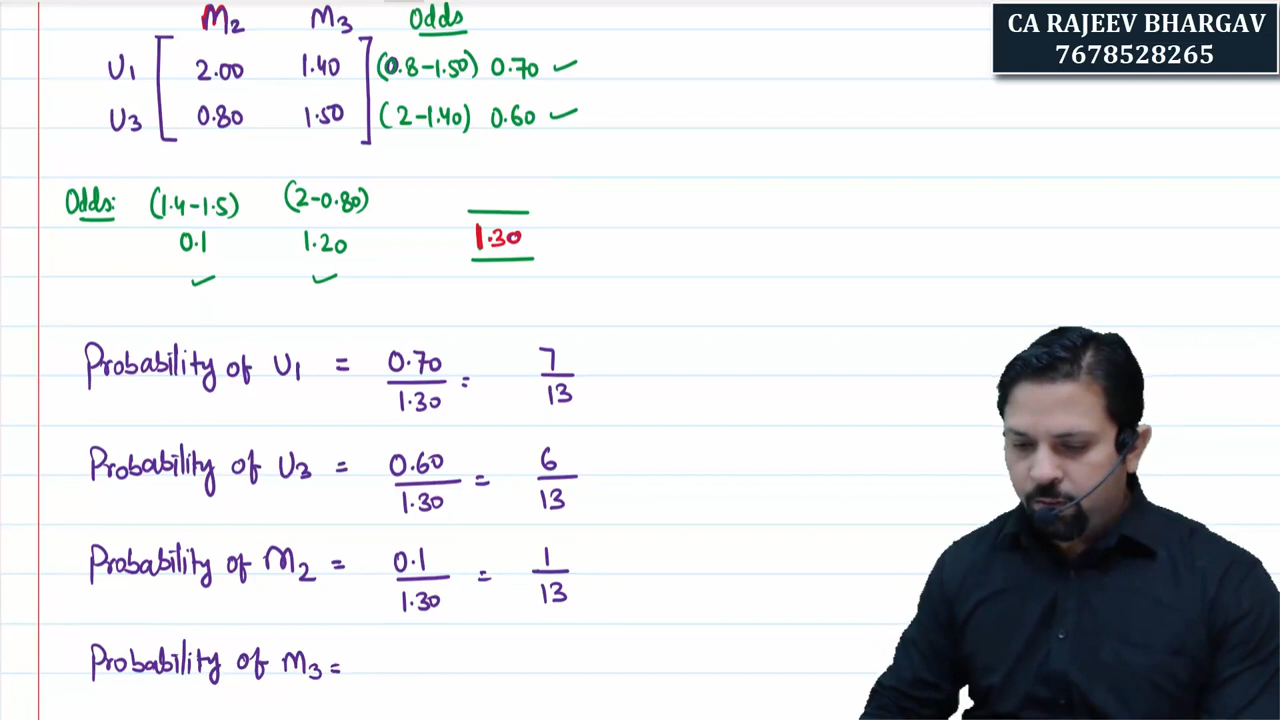 CA RAJEEV BHARGAV
7678528265
M2 M3 Odds
U1 2.00 1.40 (0.8-1.50) 0.70 ✓
U3 0.80 1.50 (2-1.40) 0.60 ✓
Odds: (1.4-1.5) (2-0.80)
0.1 1.20 1.30
✓ ✓
Probability of U1 = 0.70/1.30 = 7/13
Probability of U3 = 0.60/1.30 = 6/13
Probability of M2 = 0.1/1.30 = 1/13
Probability of M3 =